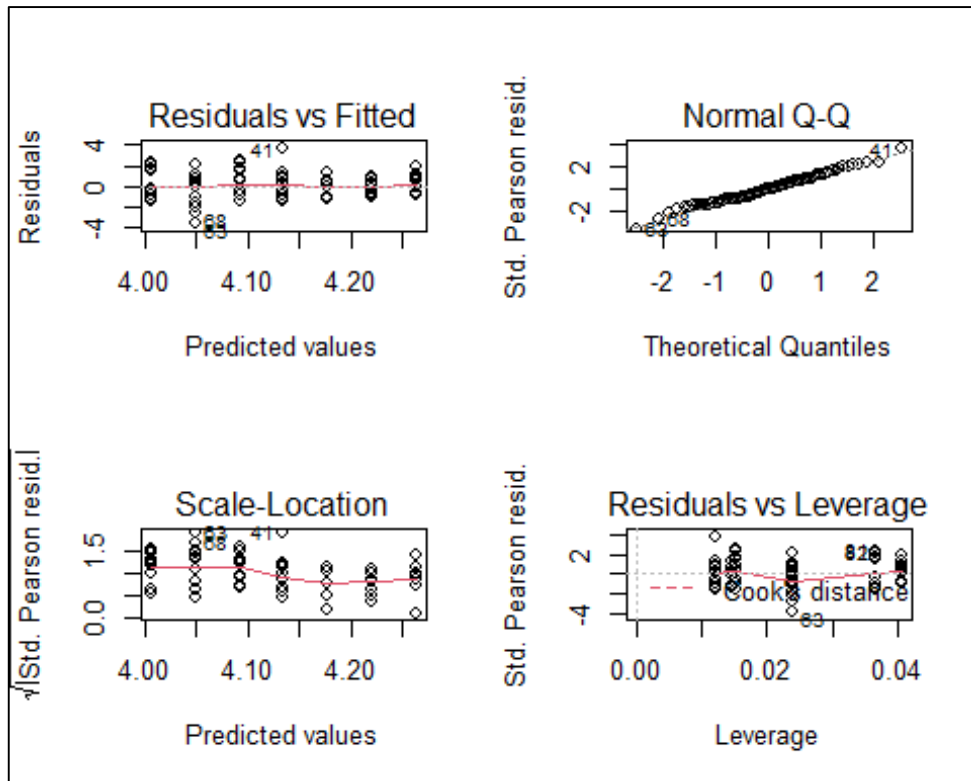 Residuals vs Fitted
Residuals
4
0
-4
41
68
63
4.00 4.10 4.20
Predicted values
Normal Q-Q
Std. Pearson resid.
2
-2
41
68
63
-2 -1 0 1 2
Theoretical Quantiles
Scale-Location
√|Std. Pearson resid.|
1.5
0.0
63
68
41
4.00 4.10 4.20
Predicted values
Residuals vs Leverage
Std. Pearson resid.
2
-4
Cook's distance
63
0.00 0.02 0.04
Leverage